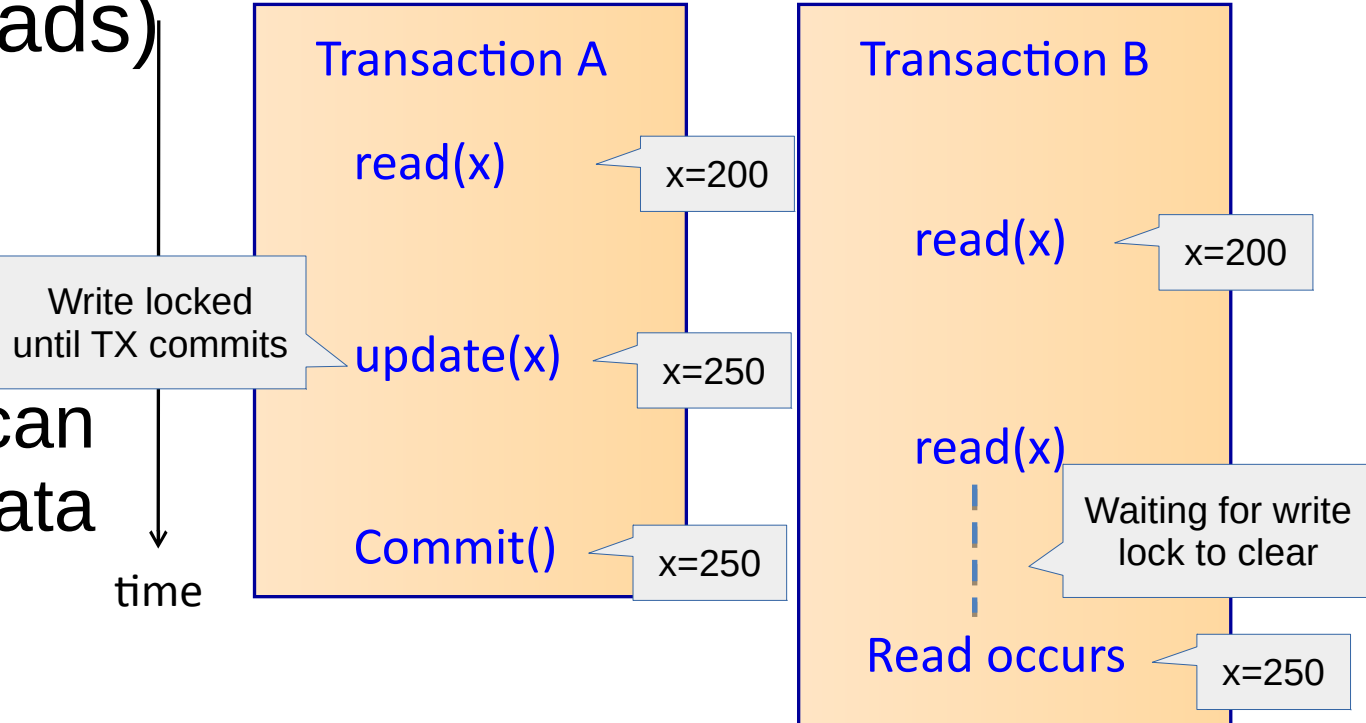 ads)
Transaction A
read(x)
x=200
Write locked
until TX commits
update(x)
x=250
can
ata
Commit()
x=250
time
Transaction B
read(x)
x=200
read(x)
Waiting for write
lock to clear
Read occurs
x=250